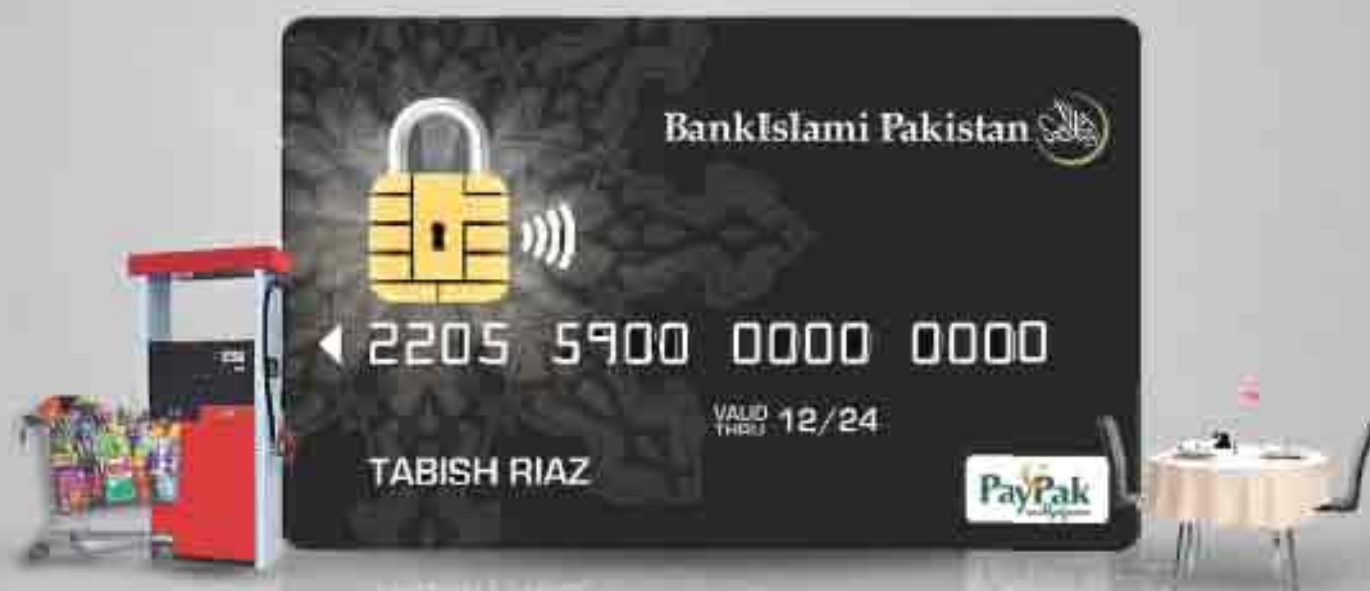 BankIslami Pakistan
2205 5900 0000 0000
VALID THRU 12/24
TABISH RIAZ
PayPak